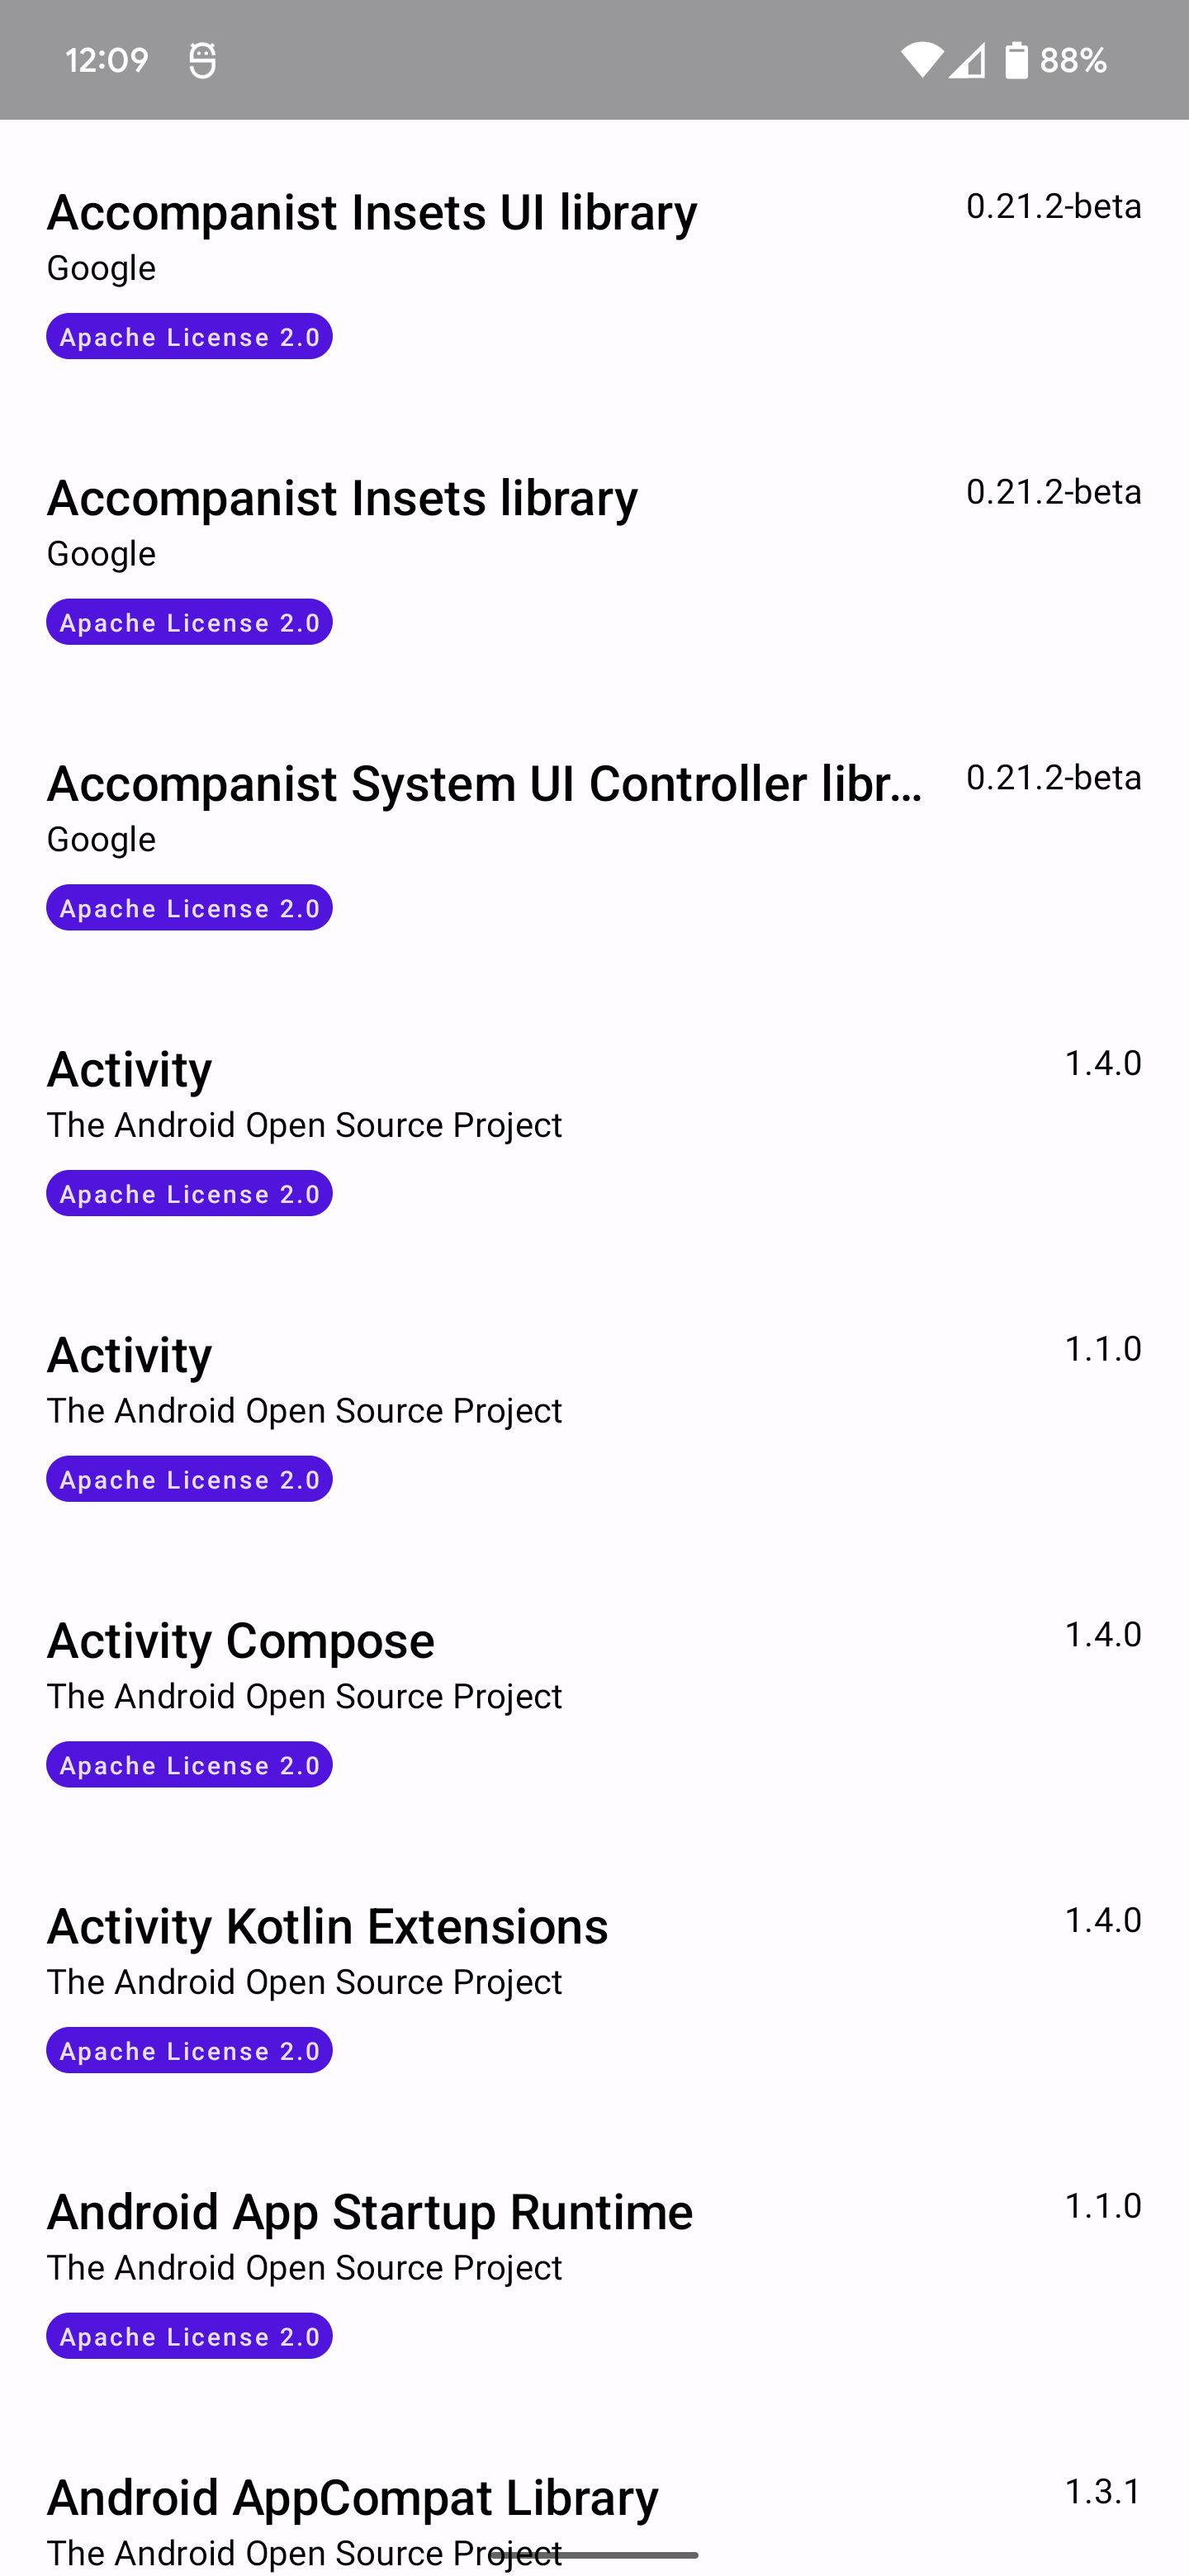 12:09
88%
Accompanist Insets UI library
0.21.2-beta
Google
Apache License 2.0
Accompanist Insets library
0.21.2-beta
Google
Apache License 2.0
Accompanist System UI Controller libr...
0.21.2-beta
Google
Apache License 2.0
Activity
1.4.0
The Android Open Source Project
Apache License 2.0
Activity
1.1.0
The Android Open Source Project
Apache License 2.0
Activity Compose
1.4.0
The Android Open Source Project
Apache License 2.0
Activity Kotlin Extensions
1.4.0
The Android Open Source Project
Apache License 2.0
Android App Startup Runtime
1.1.0
The Android Open Source Project
Apache License 2.0
Android AppCompat Library
1.3.1
The Android Open Source Project